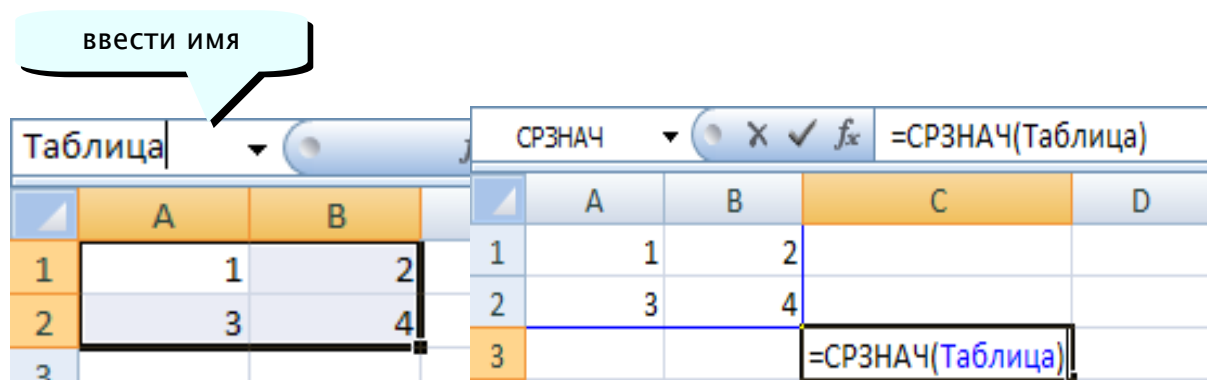 ввести имя
Таблица
A B
1 1 2
2 3 4
3
СРЗНАЧ fx =СРЗНАЧ(Таблица)
A B C D
1 1 2
2 3 4
3 =СРЗНАЧ(Таблица)